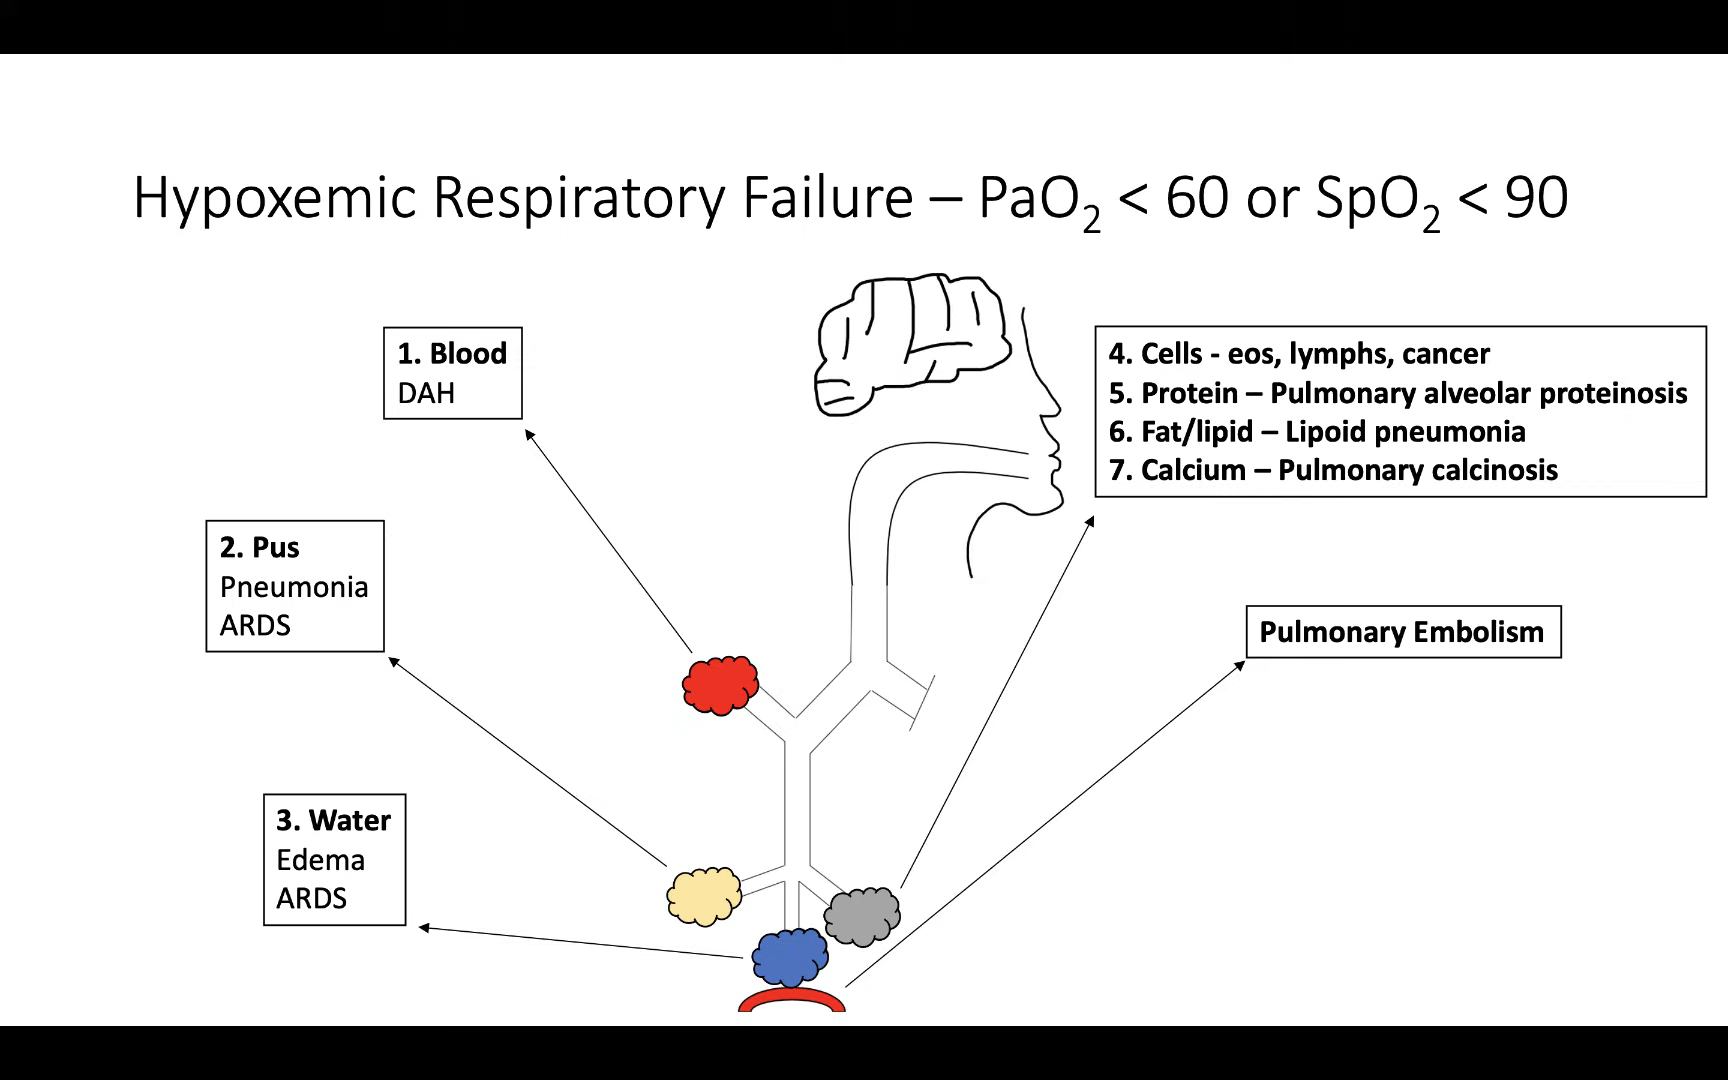 Hypoxemic Respiratory Failure – PaO₂ < 60 or SpO₂ < 90
1. Blood
DAH
2. Pus
Pneumonia
ARDS
3. Water
Edema
ARDS
4. Cells - eos, lymphs, cancer
5. Protein – Pulmonary alveolar proteinosis
6. Fat/lipid – Lipoid pneumonia
7. Calcium – Pulmonary calcinosis
Pulmonary Embolism